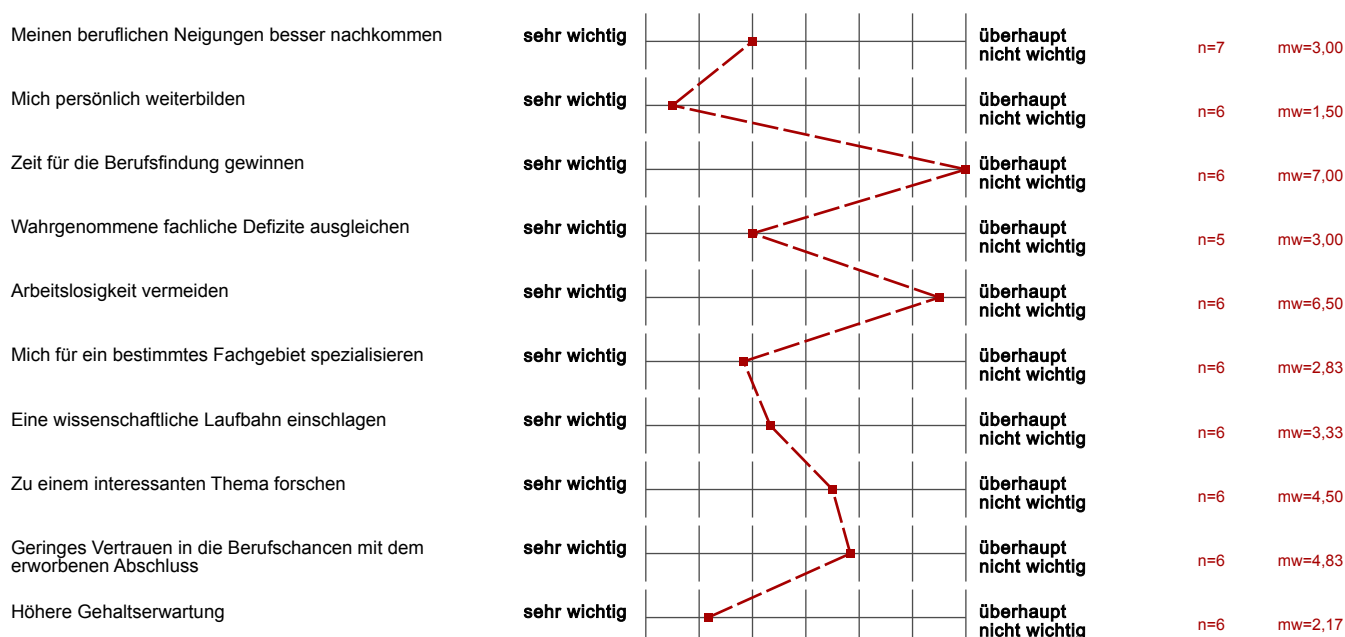 Meinen beruflichen Neigungen besser nachkommen sehr wichtig überhaupt
nicht wichtig n=7 mw=3,00
Mich persönlich weiterbilden sehr wichtig überhaupt
nicht wichtig n=6 mw=1,50
Zeit für die Berufsfindung gewinnen sehr wichtig überhaupt
nicht wichtig n=6 mw=7,00
Wahrgenommene fachliche Defizite ausgleichen sehr wichtig überhaupt
nicht wichtig n=5 mw=3,00
Arbeitslosigkeit vermeiden sehr wichtig überhaupt
nicht wichtig n=6 mw=6,50
Mich für ein bestimmtes Fachgebiet spezialisieren sehr wichtig überhaupt
nicht wichtig n=6 mw=2,83
Eine wissenschaftliche Laufbahn einschlagen sehr wichtig überhaupt
nicht wichtig n=6 mw=3,33
Zu einem interessanten Thema forschen sehr wichtig überhaupt
nicht wichtig n=6 mw=4,50
Geringes Vertrauen in die Berufschancen mit dem sehr wichtig überhaupt
erworbenen Abschluss nicht wichtig n=6 mw=4,83
Höhere Gehaltserwartung sehr wichtig überhaupt
nicht wichtig n=6 mw=2,17